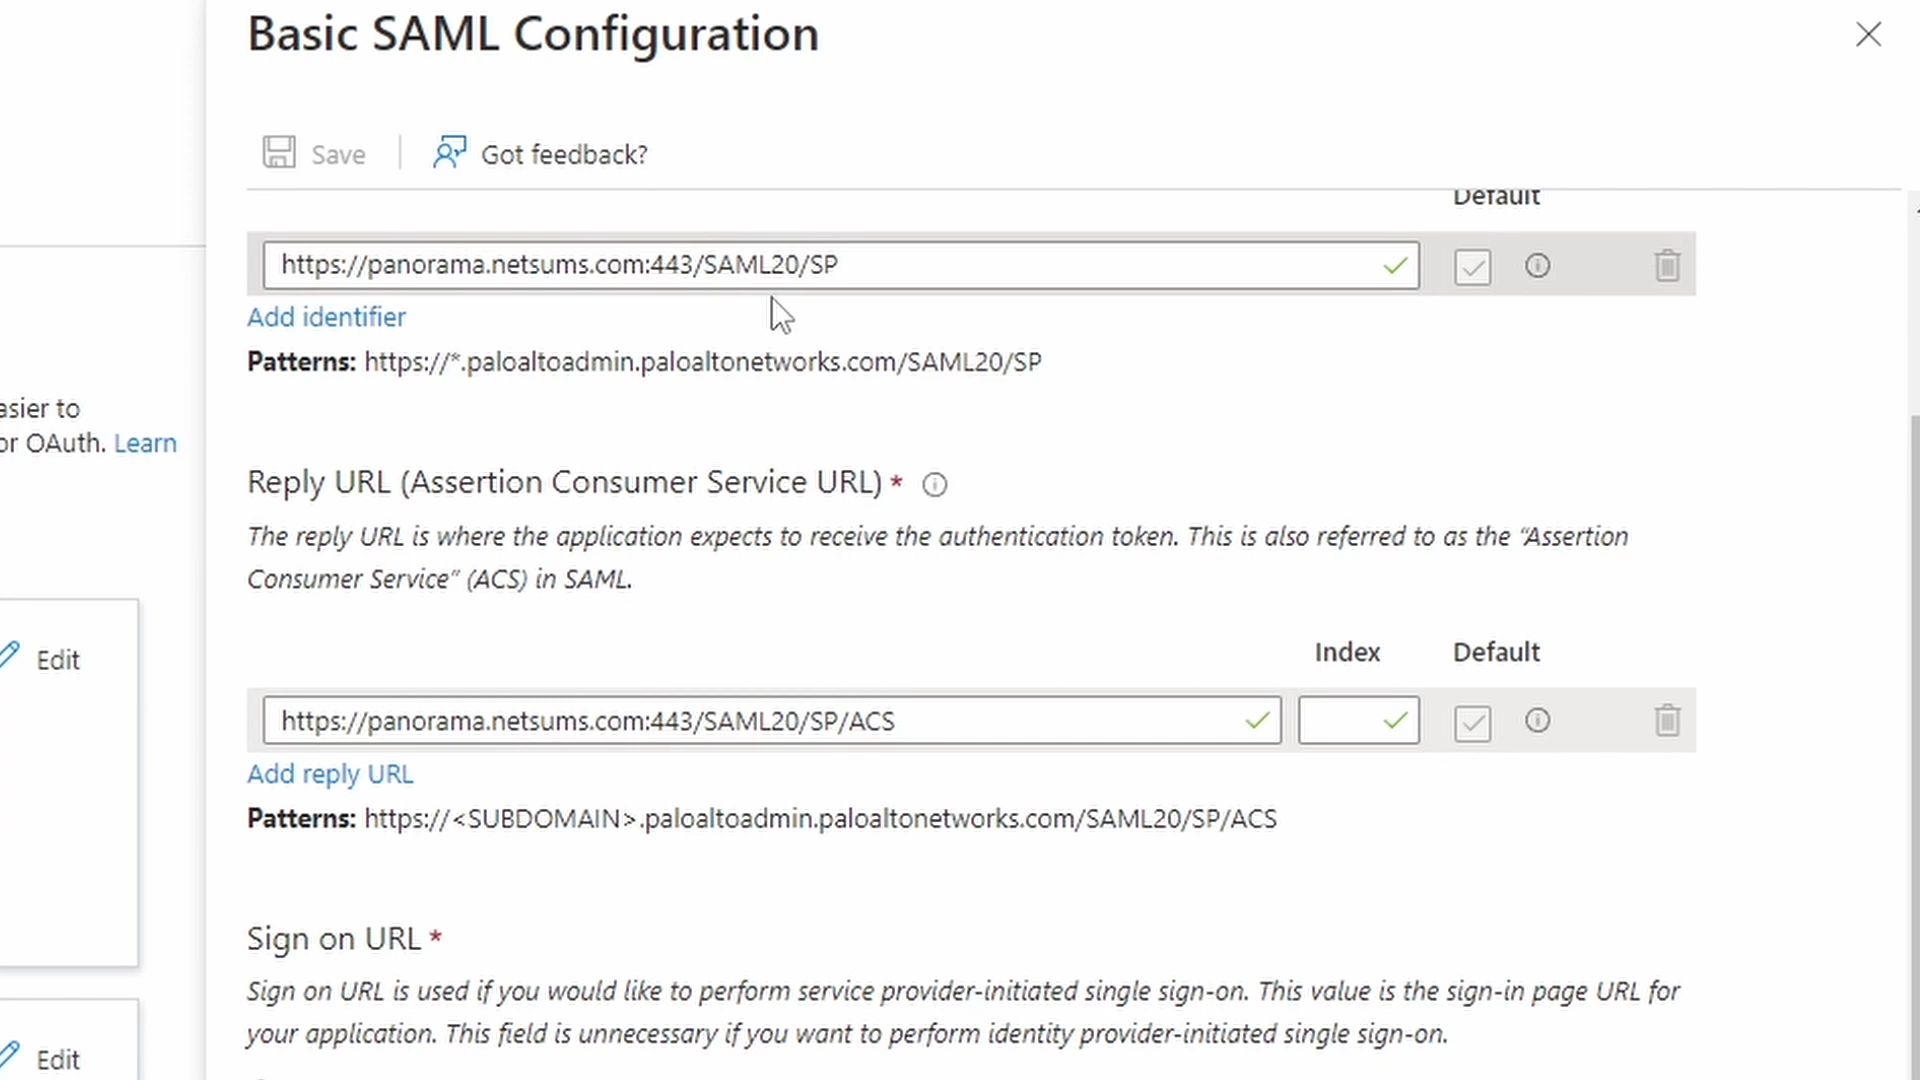 Basic SAML Configuration
Save
Got feedback?
Default
https://panorama.netsums.com:443/SAML20/SP
Add identifier
Patterns: https://*.paloaltoadmin.paloaltonetworks.com/SAML20/SP
asier to
or OAuth. Learn
Reply URL (Assertion Consumer Service URL) *
The reply URL is where the application expects to receive the authentication token. This is also referred to as the “Assertion
Consumer Service” (ACS) in SAML.
Index Default
Edit
https://panorama.netsums.com:443/SAML20/SP/ACS
Add reply URL
Patterns: https://<SUBDOMAIN>.paloaltoadmin.paloaltonetworks.com/SAML20/SP/ACS
Sign on URL *
Sign on URL is used if you would like to perform service provider-initiated single sign-on. This value is the sign-in page URL for
your application. This field is unnecessary if you want to perform identity provider-initiated single sign-on.
Edit